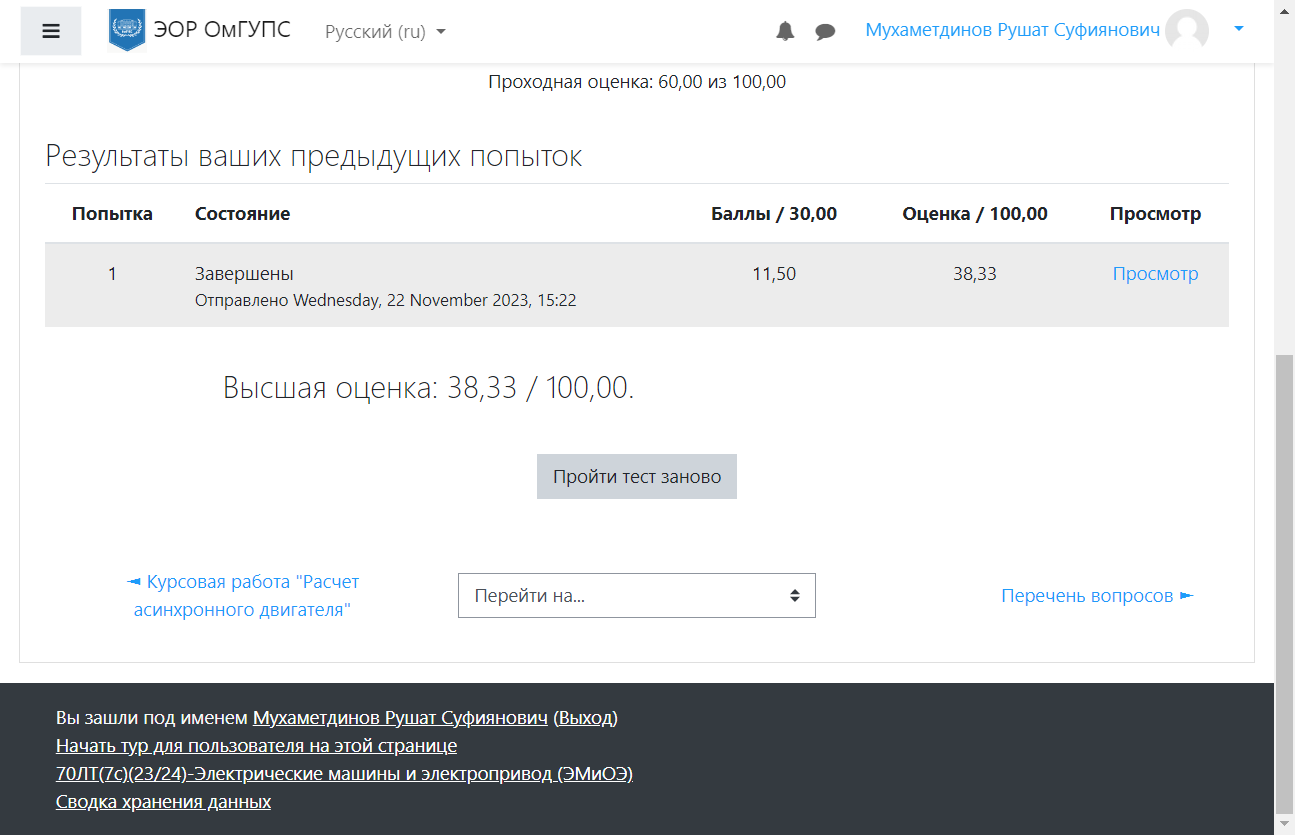 ЭОР ОмГУПС Русский (ru) Мухаметдинов Рушат Суфиянович
Проходная оценка: 60,00 из 100,00
Результаты ваших предыдущих попыток
Попытка Состояние Баллы / 30,00 Оценка / 100,00 Просмотр
1 Завершены 11,50 38,33 Просмотр
Отправлено Wednesday, 22 November 2023, 15:22
Высшая оценка: 38,33 / 100,00.
Пройти тест заново
◄ Курсовая работа "Расчет
асинхронного двигателя"
Перейти на...
Перечень вопросов ►
Вы зашли под именем Мухаметдинов Рушат Суфиянович (Выход)
Начать тур для пользователя на этой странице
70ЛТ(7с)(23/24)-Электрические машины и электропривод (ЭМиОЭ)
Сводка хранения данных